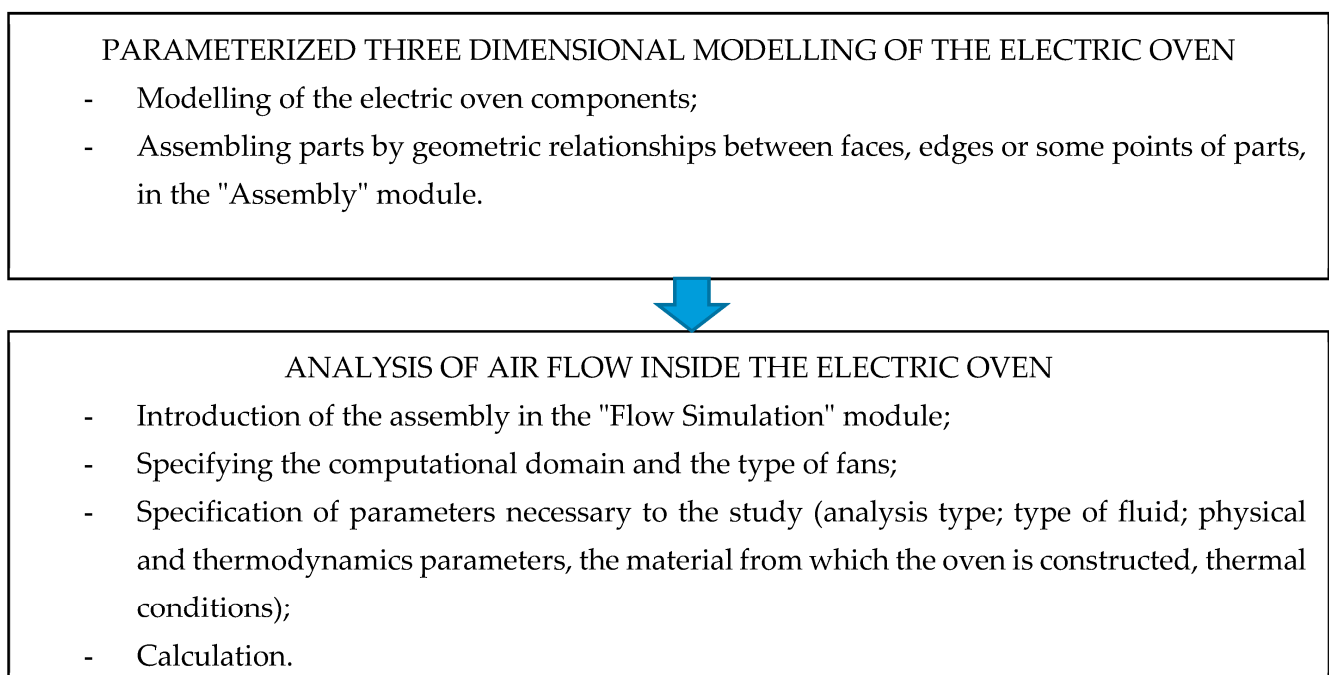 PARAMETERIZED THREE DIMENSIONAL MODELLING OF THE ELECTRIC OVEN
- Modelling of the electric oven components;
- Assembling parts by geometric relationships between faces, edges or some points of parts,
in the "Assembly" module.
ANALYSIS OF AIR FLOW INSIDE THE ELECTRIC OVEN
- Introduction of the assembly in the "Flow Simulation" module;
- Specifying the computational domain and the type of fans;
- Specification of parameters necessary to the study (analysis type; type of fluid; physical
and thermodynamics parameters, the material from which the oven is constructed, thermal
conditions);
- Calculation.